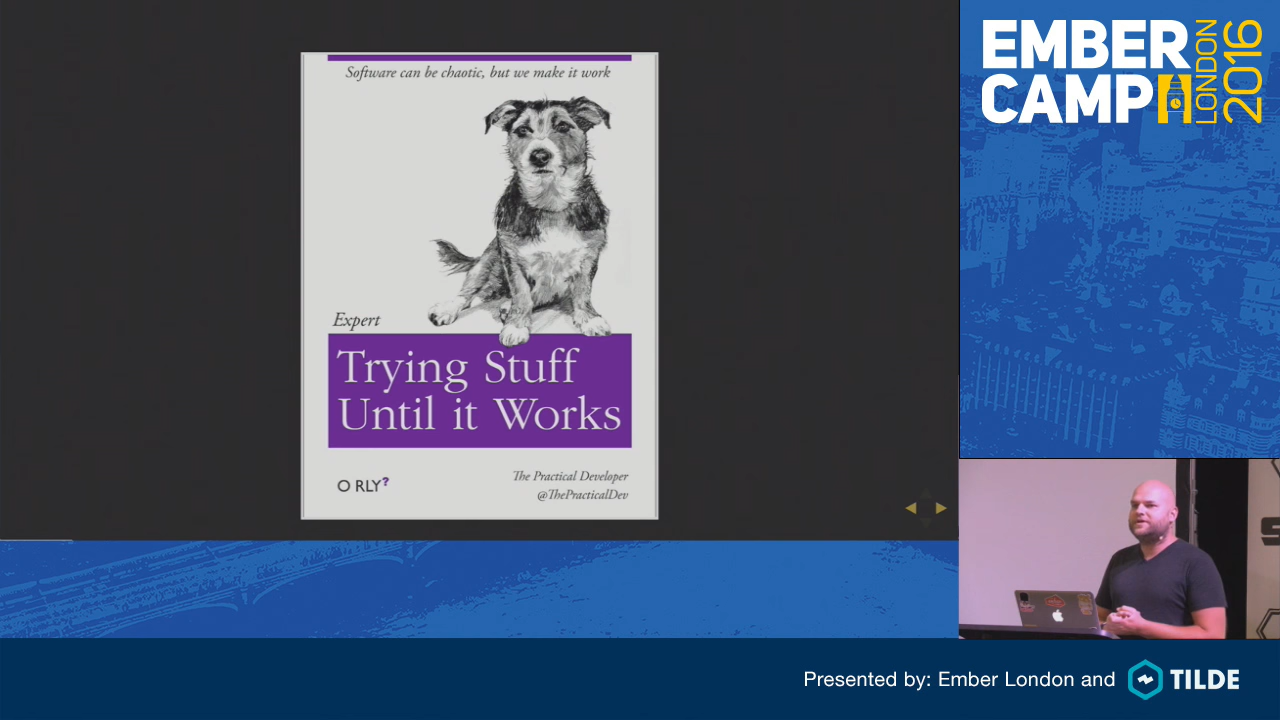 Software can be chaotic, but we make it work
Expert
Trying Stuff
Until it Works
O RLY?
The Practical Developer
@ThePracticalDev
EMBER
CAMP
LONDON
2016
Presented by: Ember London and
TILDE